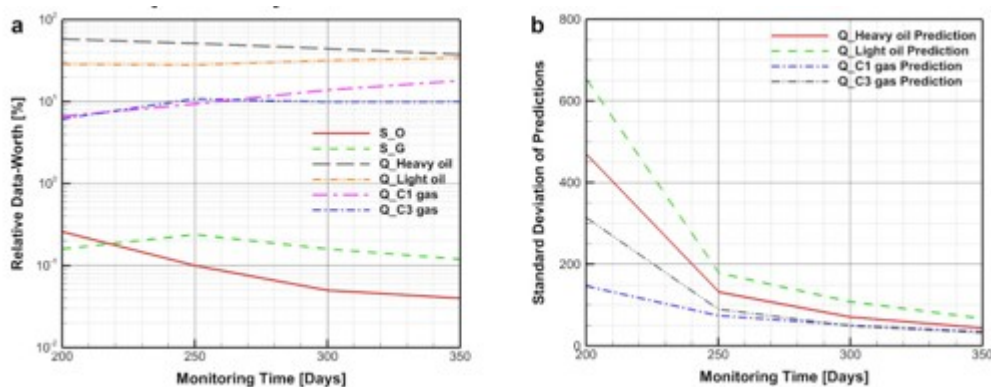 a
Relative Data-Worth [%]
10²
10¹
10⁰
10⁻¹
10⁻²
S_O
S_G
Q_Heavy oil
Q_Light oil
Q_C1 gas
Q_C3 gas
200 250 300 350
Monitoring Time [Days]
b
Standard Deviation of Predictions
800
600
400
200
0
Q_Heavy oil Prediction
Q_Light oil Prediction
Q_C1 gas Prediction
Q_C3 gas Prediction
200 250 300 350
Monitoring Time [Days]